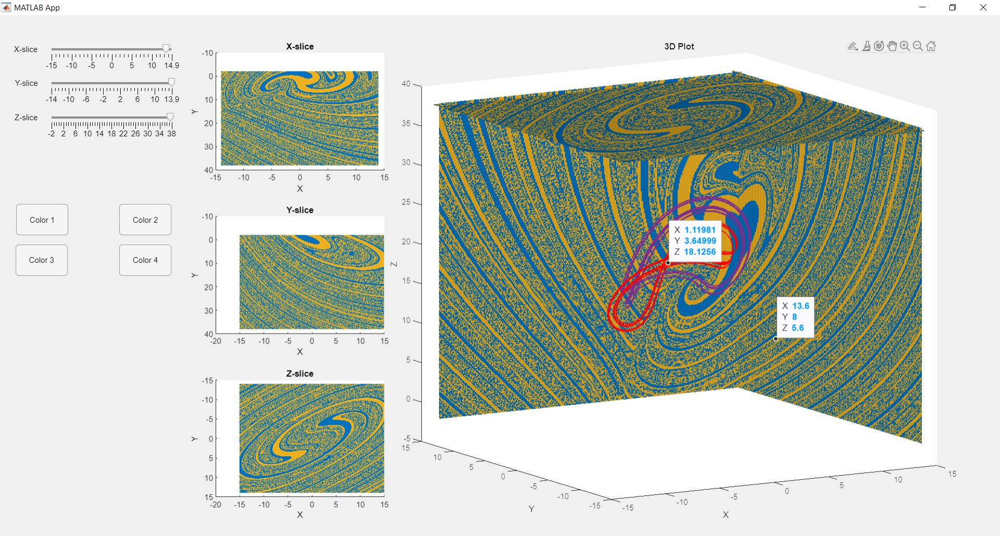 MATLAB App
X-slice
-15 -10 -5 0 5 10 14.9
Y-slice
-14 -10 -6 -2 2 6 10 13.9
Z-slice
-2 2 6 10 14 18 22 26 30 34 38
Color 1
Color 2
Color 3
Color 4
X-slice
-10
0
10
20
30
40
Y
-15 -10 -5 0 5 10 15
X
Y-slice
-10
0
10
20
30
40
Y
-20 -15 -10 -5 0 5 10 15
X
Z-slice
-15
-10
-5
0
5
10
15
Y
-20 -15 -10 -5 0 5 10 15
X
3D Plot
40
35
30
25
20
15
10
5
0
-5
Z
X 1.11981
Y 3.64999
Z 18.1256
X 13.6
Y 8
Z 5.6
15
10
5
0
-5
-10
-15
Y
-15
-10
-5
0
5
10
15
X